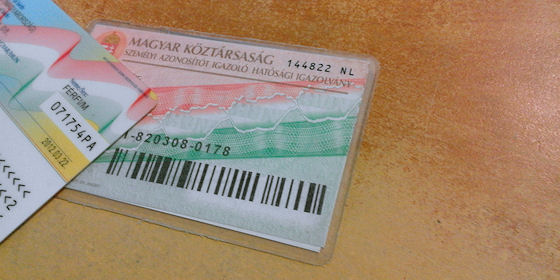 MAGYAR KÖZTÁRSASÁG
SZEMÉLYI AZONOSÍTÓT IGAZOLÓ HATÓSÁGI IGAZOLVÁNY
144822 NL
1-820308-0178
FÉRFI/M
071754PA
2012.03.22
<<<<<